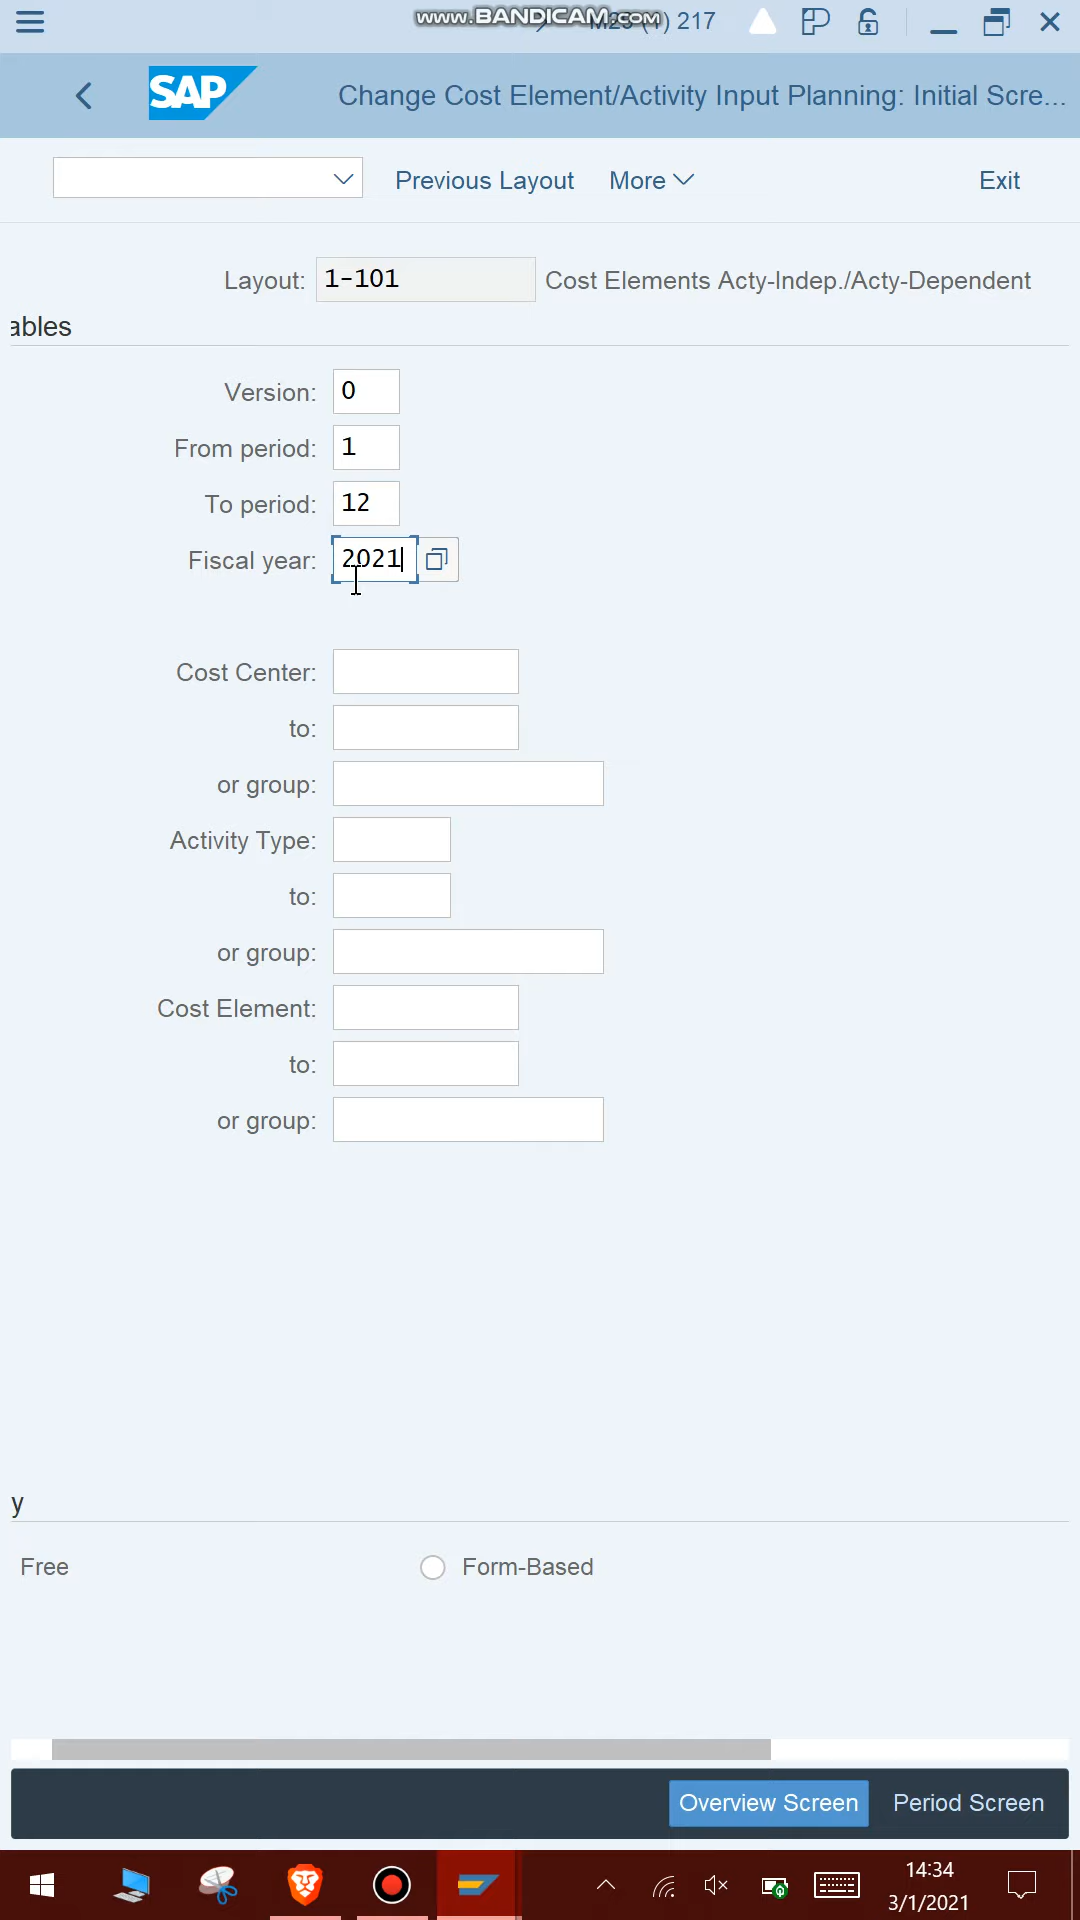 www.BANDICAM.com
(1) 217
SAP
Change Cost Element/Activity Input Planning: Initial Scre...
Previous Layout
More
Exit
Layout: 1-101 Cost Elements Acty-Indep./Acty-Dependent
ables
Version: 0
From period: 1
To period: 12
Fiscal year: 2021
Cost Center:
to:
or group:
Activity Type:
to:
or group:
Cost Element:
to:
or group:
y
Free
Form-Based
Overview Screen
Period Screen
14:34
3/1/2021